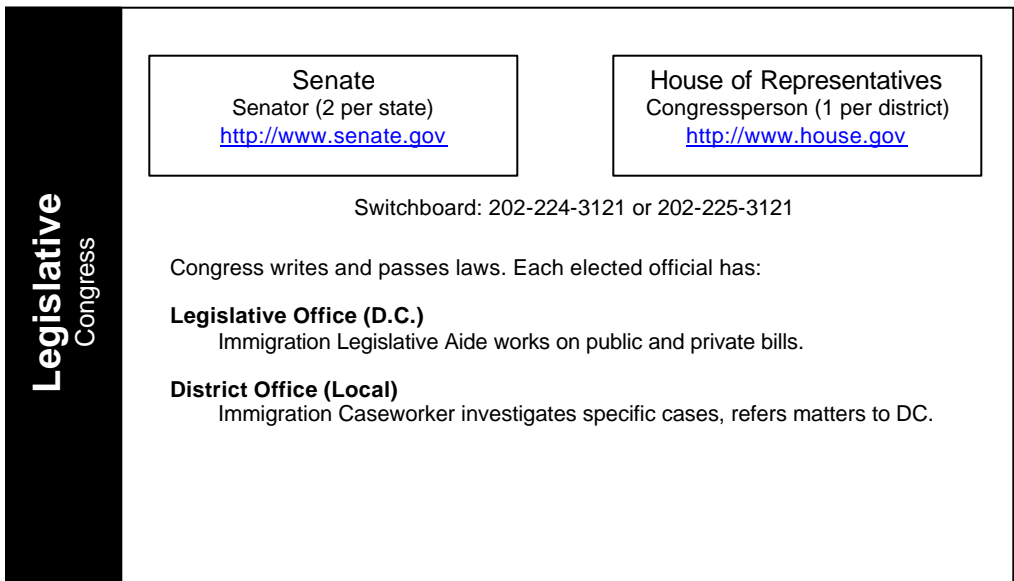 Legislative
Congress
Senate
Senator (2 per state)
http://www.senate.gov
House of Representatives
Congressperson (1 per district)
http://www.house.gov
Switchboard: 202-224-3121 or 202-225-3121
Congress writes and passes laws. Each elected official has:
Legislative Office (D.C.)
Immigration Legislative Aide works on public and private bills.
District Office (Local)
Immigration Caseworker investigates specific cases, refers matters to DC.